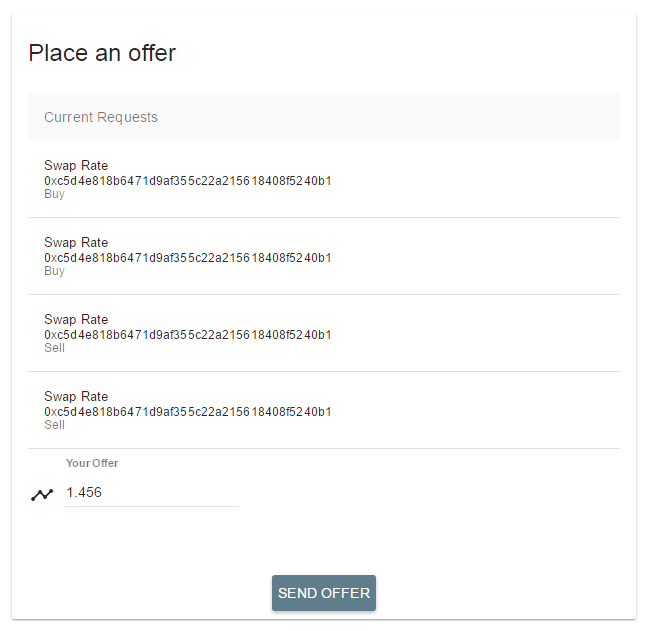 Place an offer
Current Requests
Swap Rate
0xc5d4e818b6471d9af355c22a215618408f5240b1
Buy
Swap Rate
0xc5d4e818b6471d9af355c22a215618408f5240b1
Buy
Swap Rate
0xc5d4e818b6471d9af355c22a215618408f5240b1
Sell
Swap Rate
0xc5d4e818b6471d9af355c22a215618408f5240b1
Sell
Your Offer
1.456
SEND OFFER